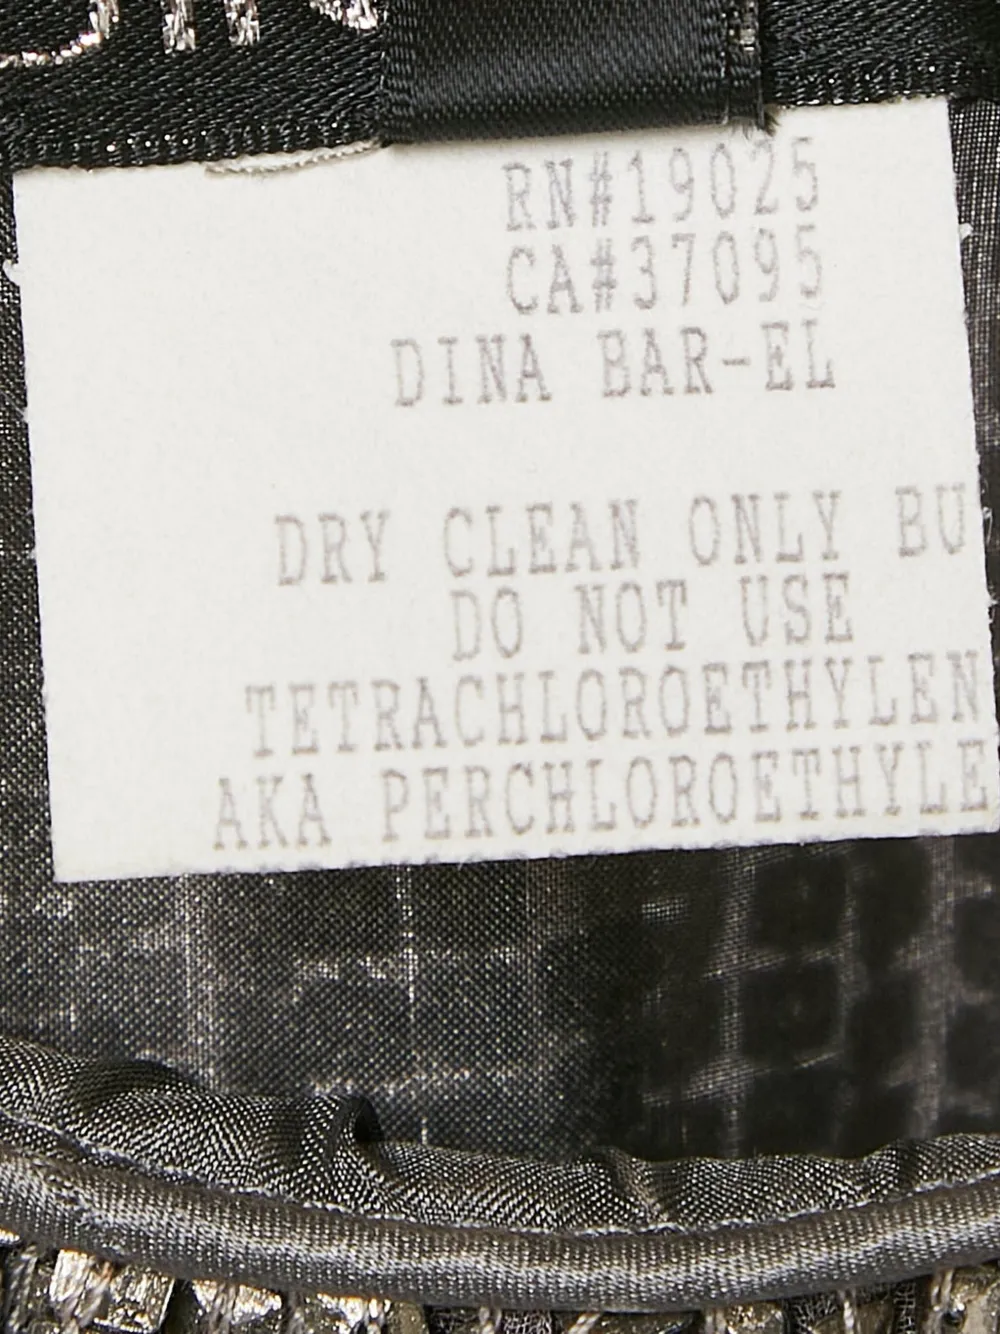 RN#19025
CA#37095
DINA BAR-EL
DRY CLEAN ONLY BU
DO NOT USE
TETRACHLOROETHYLEN
AKA PERCHLOROETHYLE